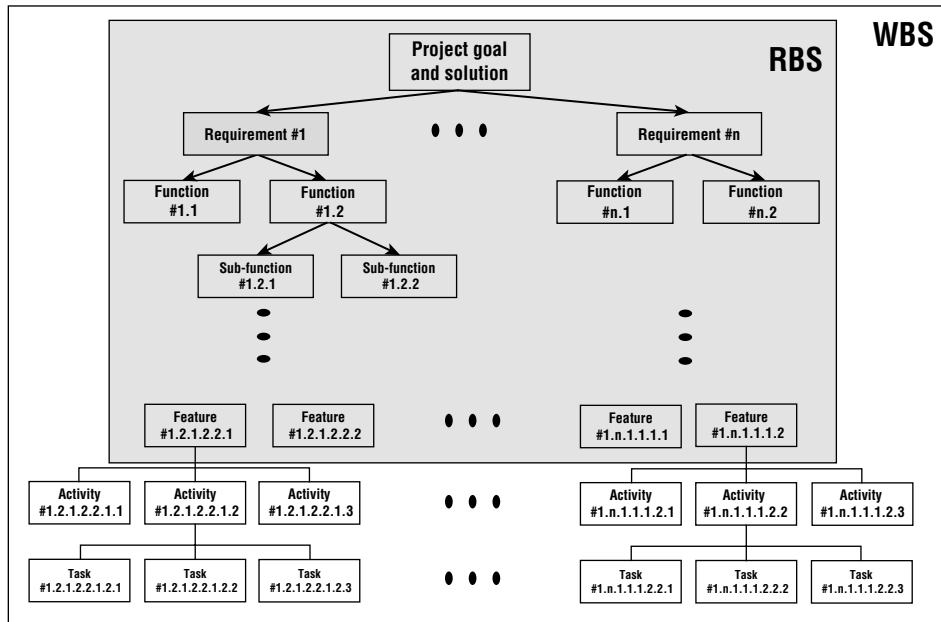 WBS
RBS
Project goal
and solution
Requirement #1
Requirement #n
Function
#1.1
Function
#1.2
Function
#n.1
Function
#n.2
Sub-function
#1.2.1
Sub-function
#1.2.2
Feature
#1.2.1.2.2.1
Feature
#1.2.1.2.2.2
Feature
#1.n.1.1.1.1
Feature
#1.n.1.1.1.2
Activity
#1.2.1.2.2.1.1
Activity
#1.2.1.2.2.1.2
Activity
#1.2.1.2.2.1.3
Activity
#1.n.1.1.1.2.1
Activity
#1.n.1.1.1.2.2
Activity
#1.n.1.1.1.2.3
Task
#1.2.1.2.2.1.2.1
Task
#1.2.1.2.2.1.2.2
Task
#1.2.1.2.2.1.2.3
Task
#1.n.1.1.1.2.2.1
Task
#1.n.1.1.1.2.2.2
Task
#1.n.1.1.1.2.2.3